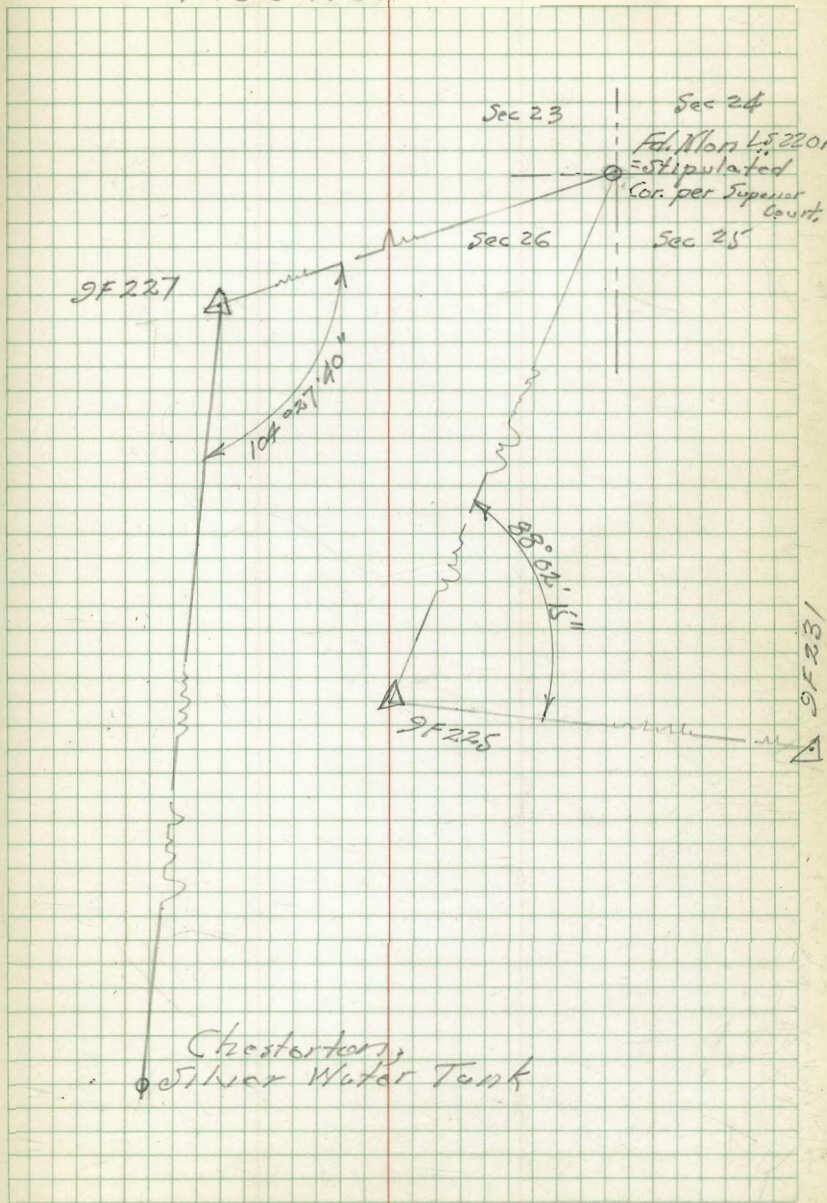 Sec 23
Sec 24
Fd. Mon LS 2201
= Stipulated
Cor. per Superior
Court.
Sec 26
Sec 25
9F227
104°27'40"
88°02'15"
9F225
9F231
Chesterton,
Silver Water Tank